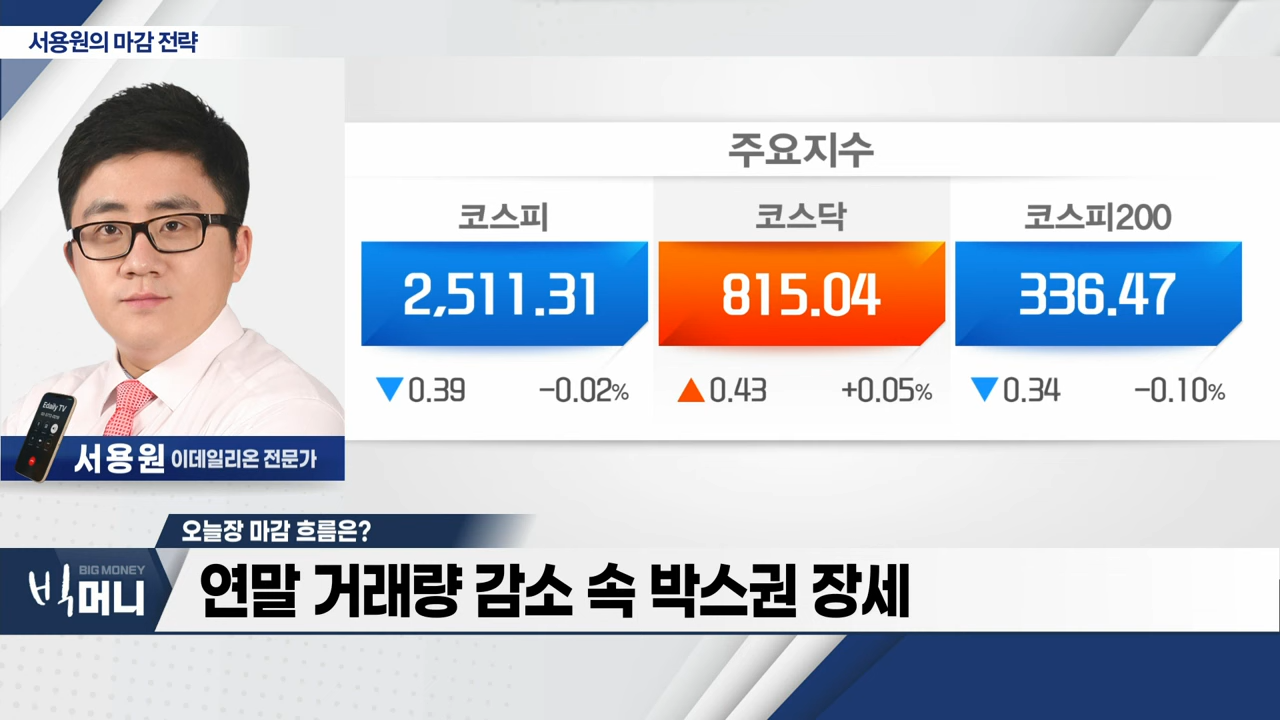 서용원의 마감 전략
주요지수
코스피 코스닥 코스피200
2,511.31 815.04 336.47
▼0.39 -0.02% ▲0.43 +0.05% ▼0.34 -0.10%
Edaily TV
서용원 이데일리온 전문가
오늘장 마감 흐름은?
BIG MONEY
빅머니
연말 거래량 감소 속 박스권 장세